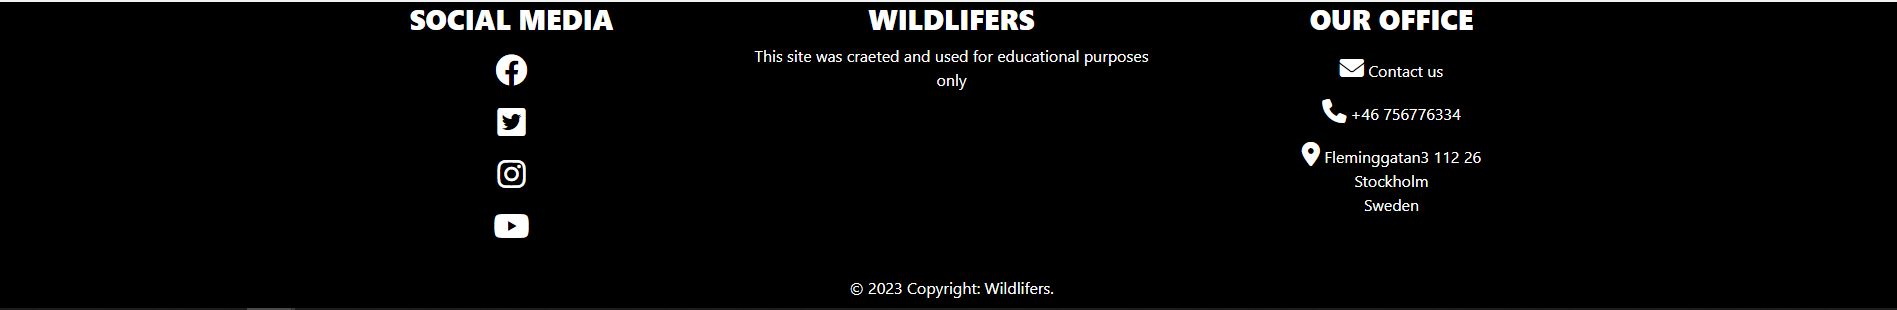 SOCIAL MEDIA
WILDLIFERS
This site was craeted and used for educational purposes
only
OUR OFFICE
Contact us
+46 756776334
Fleminggatan3 112 26
Stockholm
Sweden
© 2023 Copyright: Wildlifers.